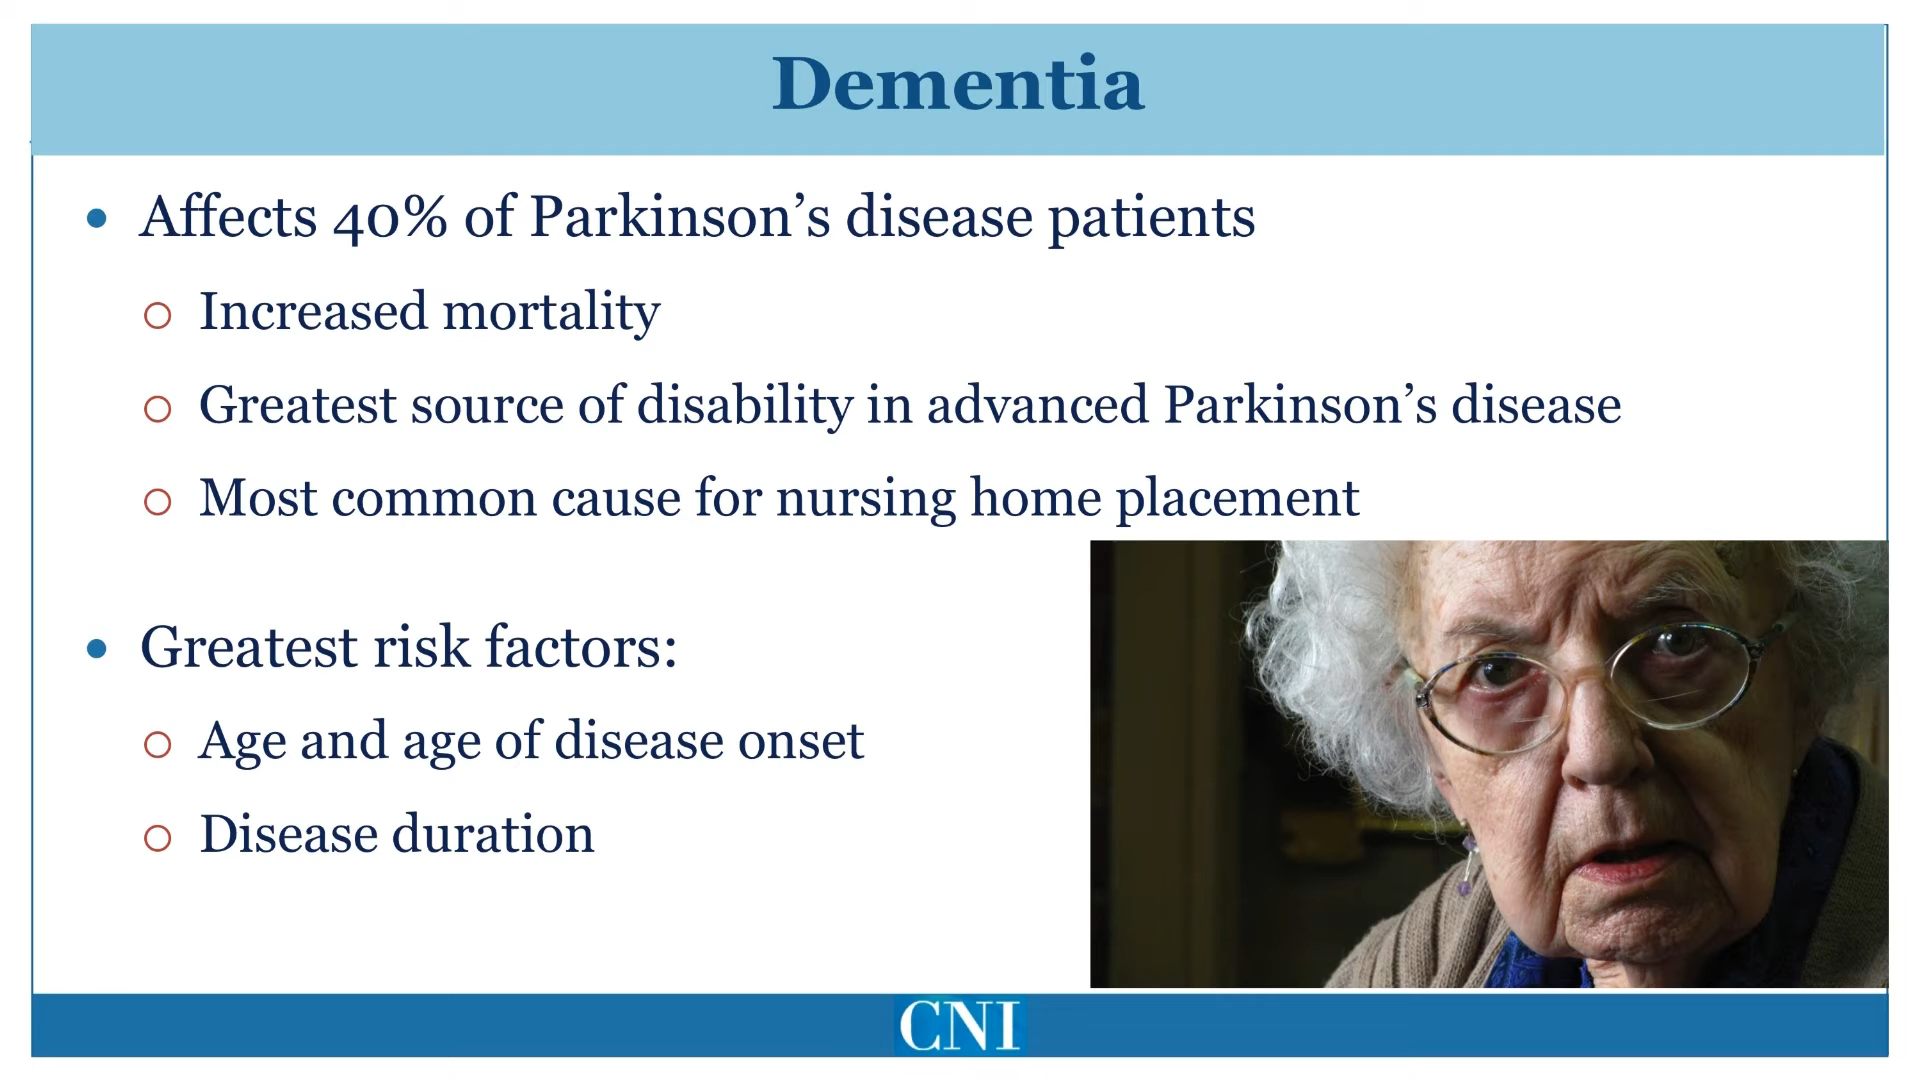 Dementia
• Affects 40% of Parkinson’s disease patients
○ Increased mortality
○ Greatest source of disability in advanced Parkinson’s disease
○ Most common cause for nursing home placement
• Greatest risk factors:
○ Age and age of disease onset
○ Disease duration
CNI